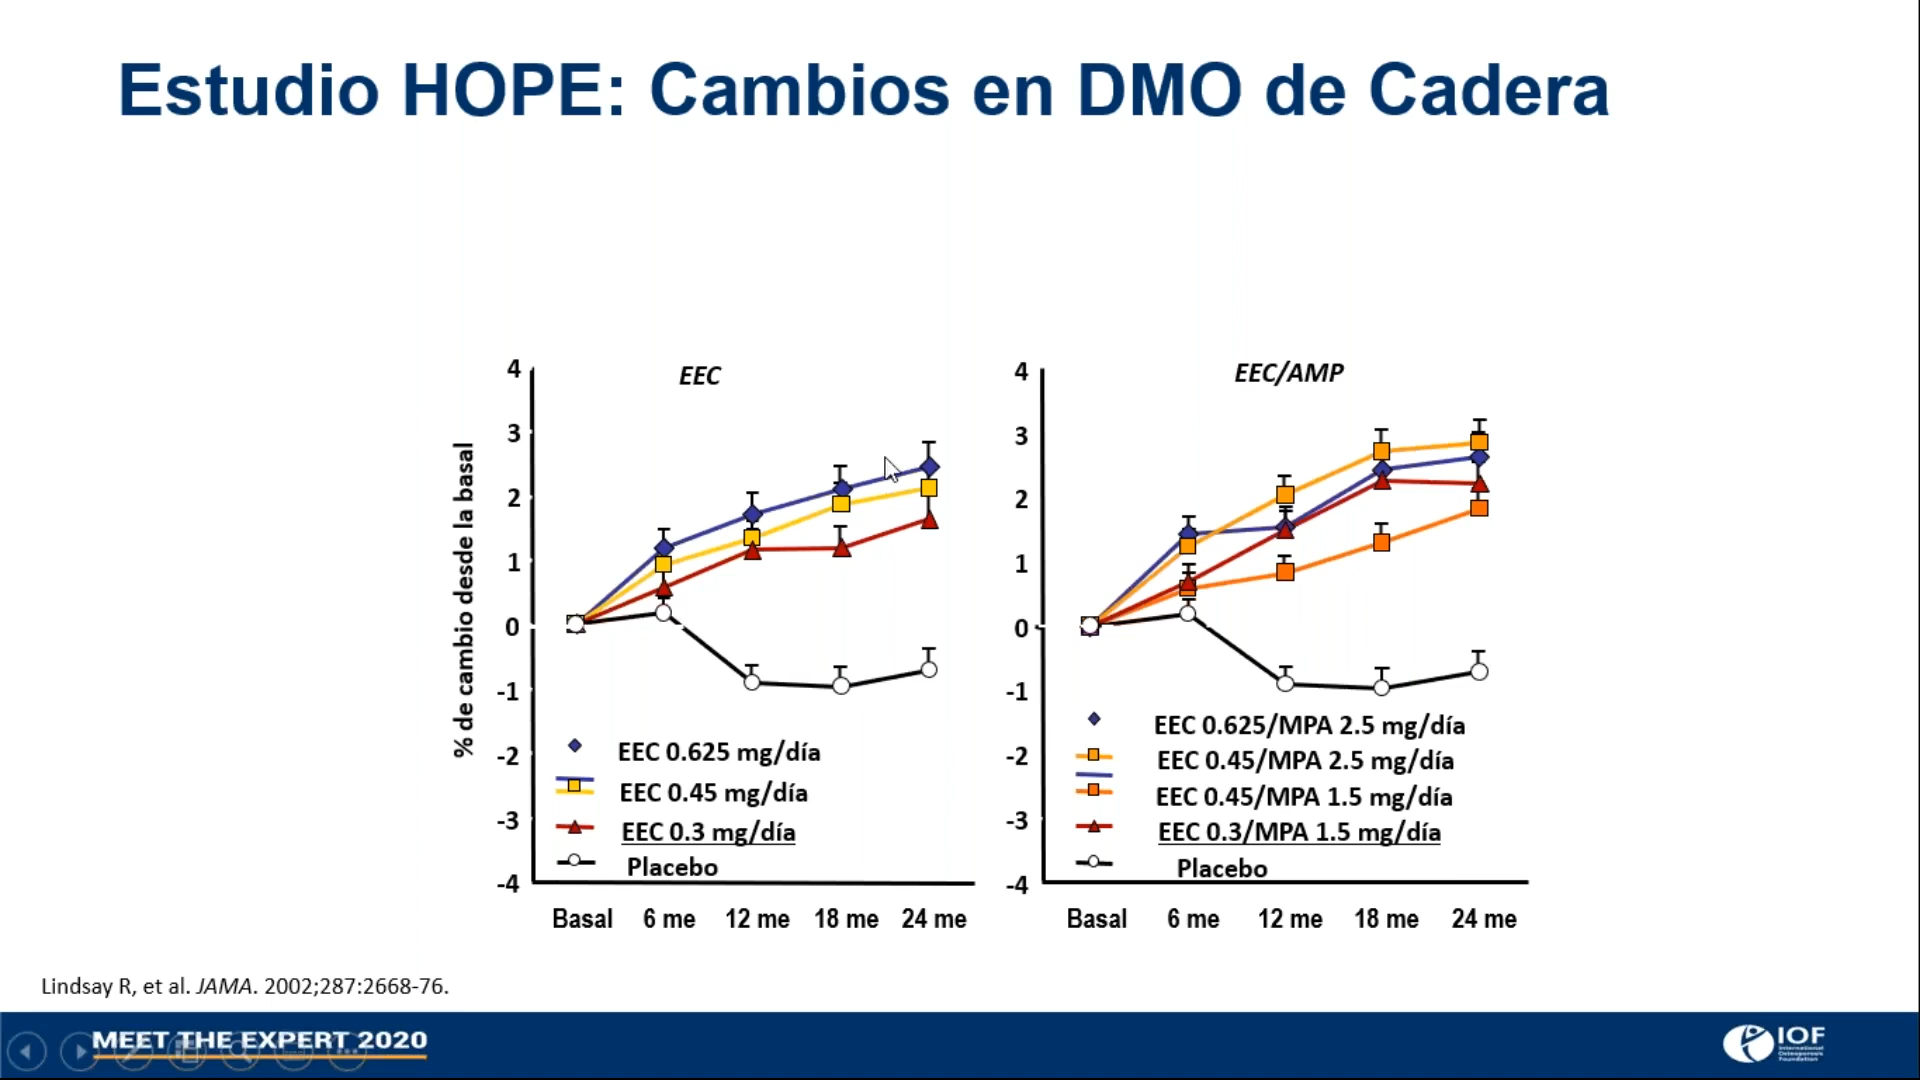 Estudio HOPE: Cambios en DMO de Cadera
% de cambio desde la basal
EEC
4
3
2
1
0
-1
-2
-3
-4
EEC 0.625 mg/día
EEC 0.45 mg/día
EEC 0.3 mg/día
Placebo
Basal 6 me 12 me 18 me 24 me
EEC/AMP
4
3
2
1
0
-1
-2
-3
-4
EEC 0.625/MPA 2.5 mg/día
EEC 0.45/MPA 2.5 mg/día
EEC 0.45/MPA 1.5 mg/día
EEC 0.3/MPA 1.5 mg/día
Placebo
Basal 6 me 12 me 18 me 24 me
Lindsay R, et al. JAMA. 2002;287:2668-76.
MEET THE EXPERT 2020
IOF
International
Osteoporosis
Foundation